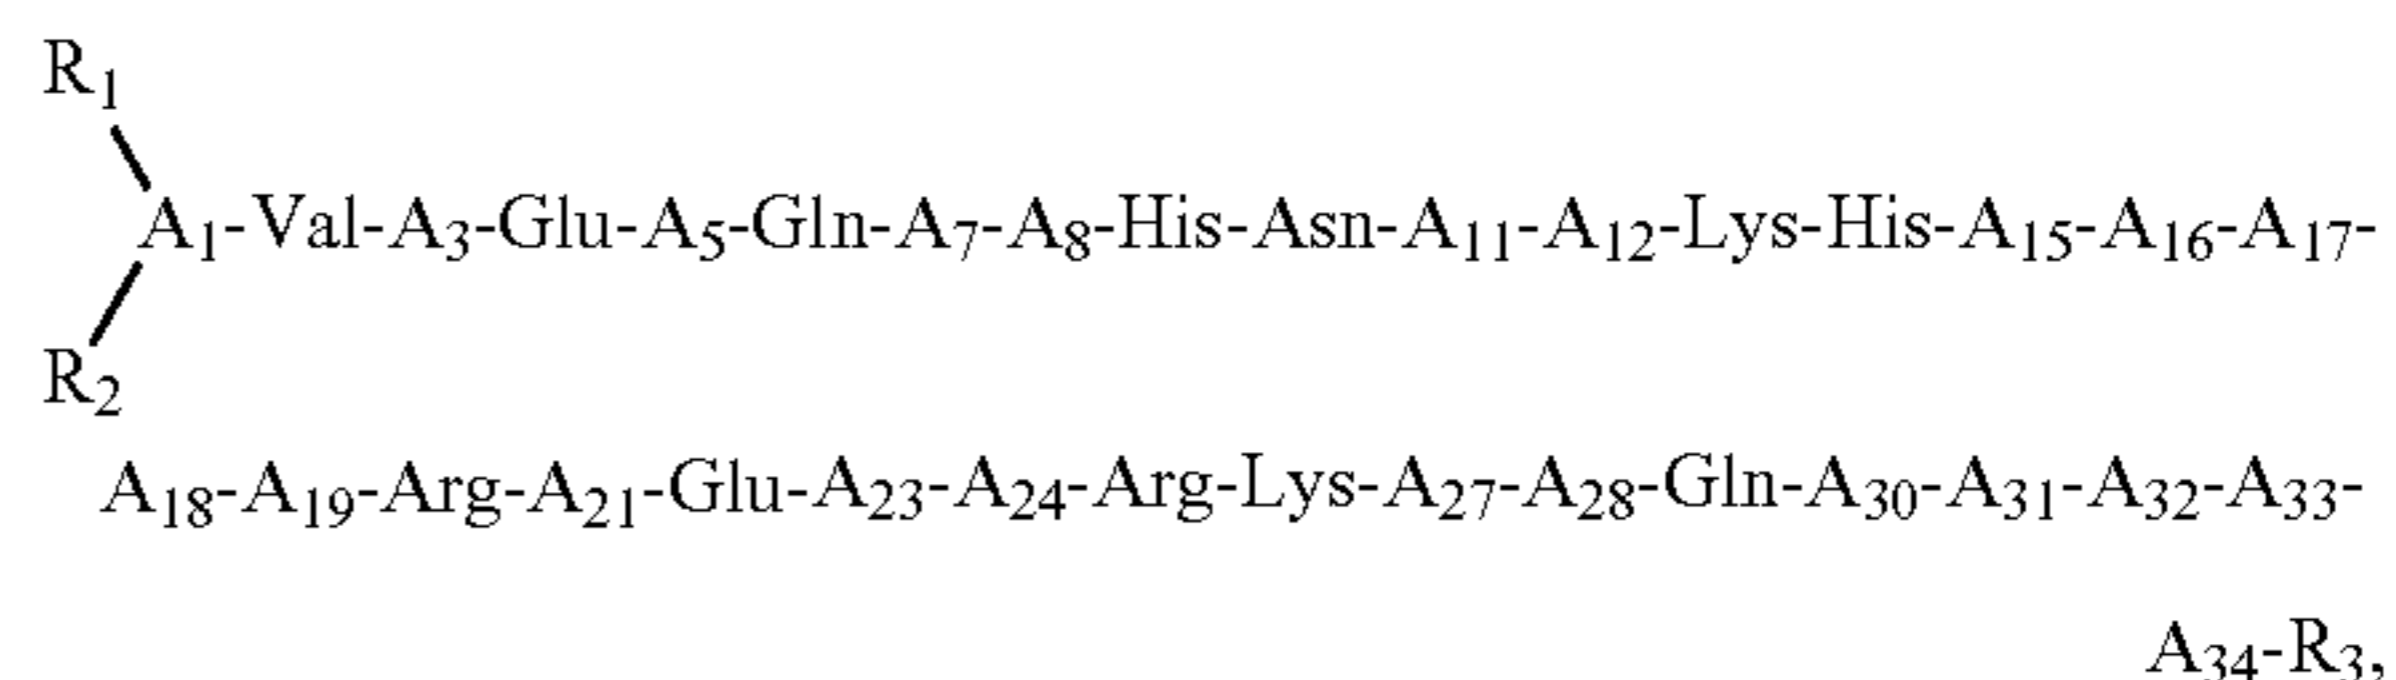 R₁
A₁-Val-A₃-Glu-A₅-Gln-A₇-A₈-His-Asn-A₁₁-A₁₂-Lys-His-A₁₅-A₁₆-A₁₇-
R₂
A₁₈-A₁₉-Arg-A₂₁-Glu-A₂₃-A₂₄-Arg-Lys-A₂₇-A₂₈-Gln-A₃₀-A₃₁-A₃₂-A₃₃-
A₃₄-R₃,